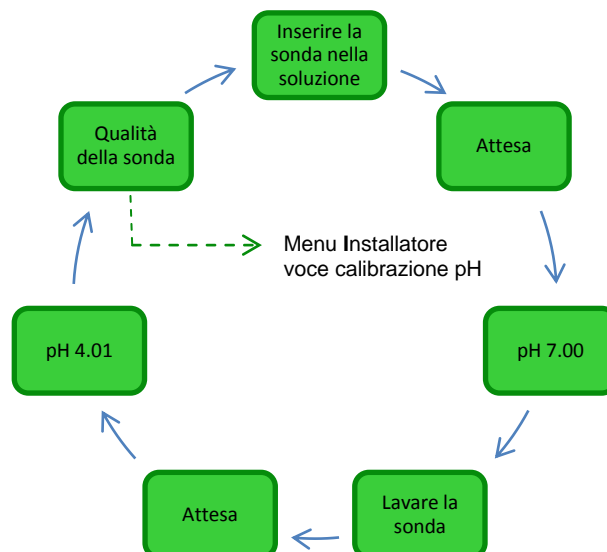 Inserire la
sonda nella
soluzione
Qualità
della sonda
Attesa
Menu Installatore
voce calibrazione pH
pH 4.01
pH 7.00
Attesa
Lavare la
sonda